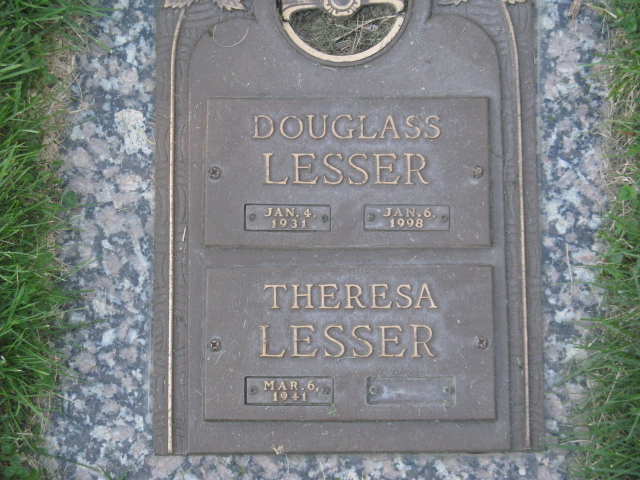 DOUGLASS
LESSER
JAN. 4, JAN. 6,
1931 1998
THERESA
LESSER
MAR. 6,
1941